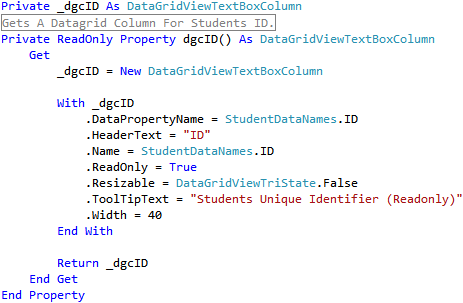 Private _dgcID As DataGridViewTextBoxColumn
Gets A Datagrid Column For Students ID.
Private ReadOnly Property dgcID() As DataGridViewTextBoxColumn
Get
_dgcID = New DataGridViewTextBoxColumn
With _dgcID
.DataPropertyName = StudentDataNames.ID
.HeaderText = "ID"
.Name = StudentDataNames.ID
.ReadOnly = True
.Resizable = DataGridViewTriState.False
.ToolTipText = "Students Unique Identifier (Readonly)"
.Width = 40
End With
Return _dgcID
End Get
End Property